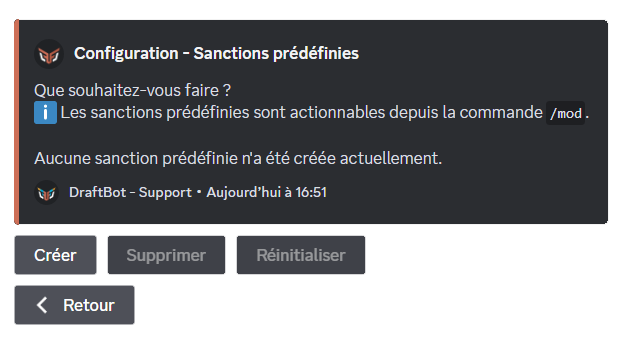 Configuration - Sanctions prédéfinies
Que souhaitez-vous faire ?
i Les sanctions prédéfinies sont actionnables depuis la commande /mod.
Aucune sanction prédéfinie n'a été créée actuellement.
DraftBot - Support • Aujourd'hui à 16:51
Créer Supprimer Réinitialiser
Retour